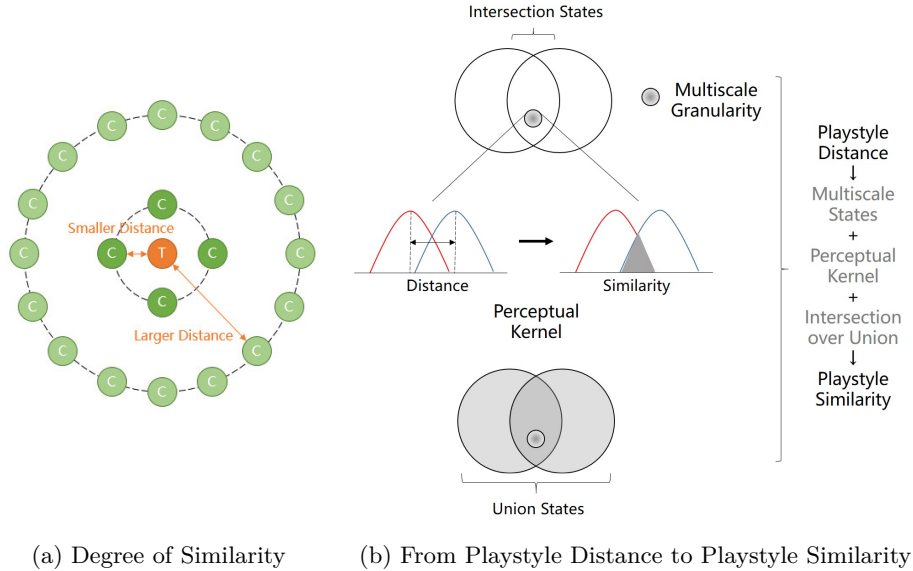 C C C
C C
C C C
Smaller Distance
C C T C C
C C C
Larger Distance
C C
C C C
(a) Degree of Similarity
Intersection States
Multiscale
Granularity
Distance
Similarity
Perceptual
Kernel
Union States
Playstyle
Distance
Multiscale
States
+
Perceptual
Kernel
+
Intersection
over Union
Playstyle
Similarity
(b) From Playstyle Distance to Playstyle Similarity